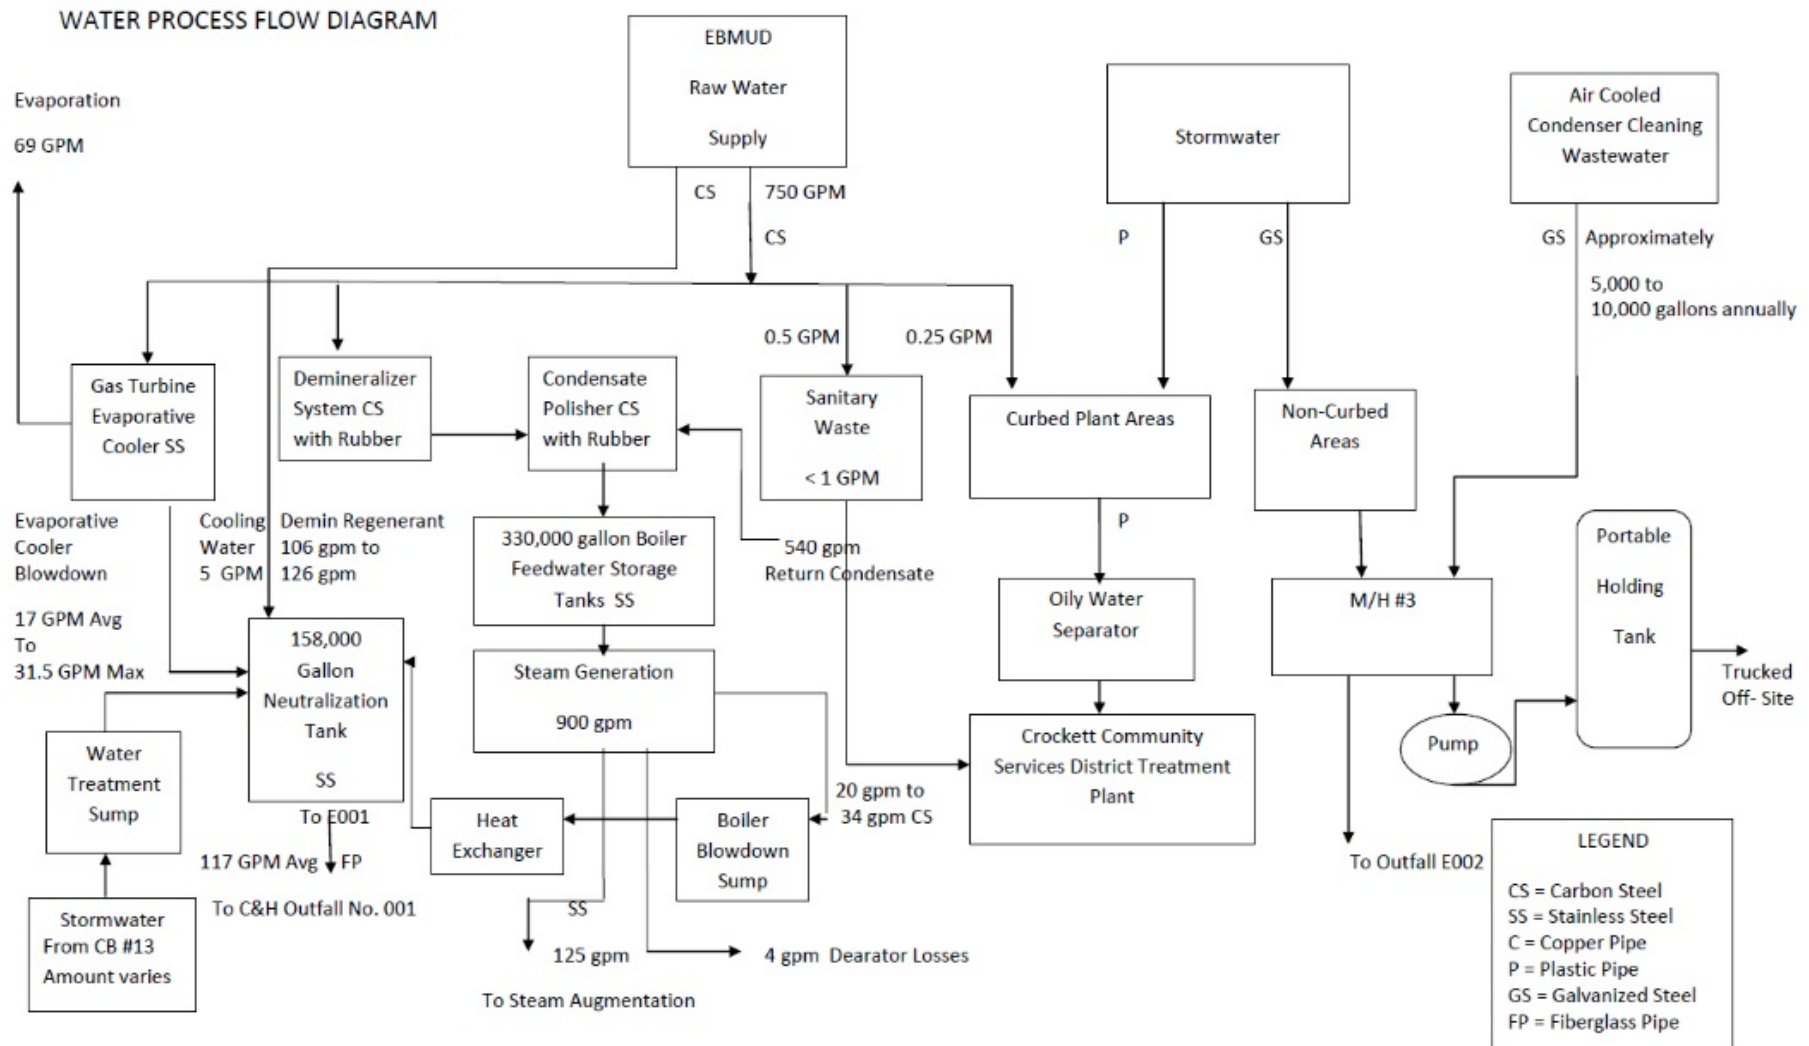 WATER PROCESS FLOW DIAGRAM
EBMUD
Raw Water
Supply
Stormwater
Air Cooled
Condenser Cleaning
Wastewater
Evaporation
69 GPM
CS
750 GPM
CS
P
GS
GS
Approximately
5,000 to
10,000 gallons annually
0.5 GPM
0.25 GPM
Gas Turbine
Evaporative
Cooler SS
Demineralizer
System CS
with Rubber
Condensate
Polisher CS
with Rubber
Sanitary
Waste
< 1 GPM
Curbed Plant Areas
Non-Curbed
Areas
Evaporative
Cooler
Blowdown
17 GPM Avg
To
31.5 GPM Max
Cooling
Water
5 GPM
Demin Regenerant
106 gpm to
126 gpm
330,000 gallon Boiler
Feedwater Storage
Tanks SS
540 gpm
Return Condensate
P
Oily Water
Separator
M/H #3
Portable
Holding
Tank
Trucked
Off- Site
158,000
Gallon
Neutralization
Tank
SS
Steam Generation
900 gpm
Crockett Community
Services District Treatment
Plant
Pump
Water
Treatment
Sump
To E001
117 GPM Avg
FP
To C&H Outfall No. 001
Heat
Exchanger
Boiler
Blowdown
Sump
20 gpm to
34 gpm CS
To Outfall E002
Stormwater
From CB #13
Amount varies
SS
125 gpm
To Steam Augmentation
4 gpm Dearator Losses
LEGEND
CS = Carbon Steel
SS = Stainless Steel
C = Copper Pipe
P = Plastic Pipe
GS = Galvanized Steel
FP = Fiberglass Pipe